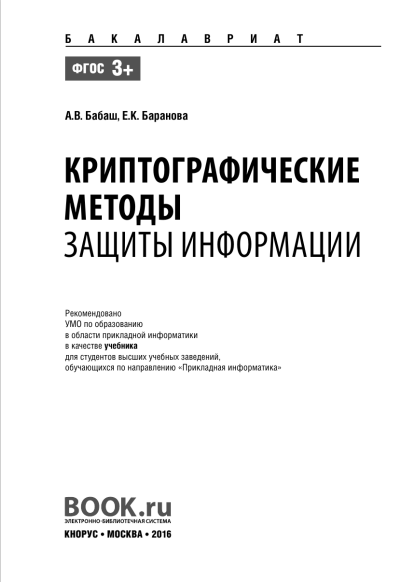 БАКАЛАВРИАТ
ФГОС 3+
А.В. Бабаш, Е.К. Баранова
КРИПТОГРАФИЧЕСКИЕ
МЕТОДЫ
ЗАЩИТЫ ИНФОРМАЦИИ
Рекомендовано
УМО по образованию
в области прикладной информатики
в качестве учебника
для студентов высших учебных заведений,
обучающихся по направлению «Прикладная информатика»
BOOK.ru
ЭЛЕКТРОННО-БИБЛИОТЕЧНАЯ СИСТЕМА
КНОРУС • МОСКВА • 2016